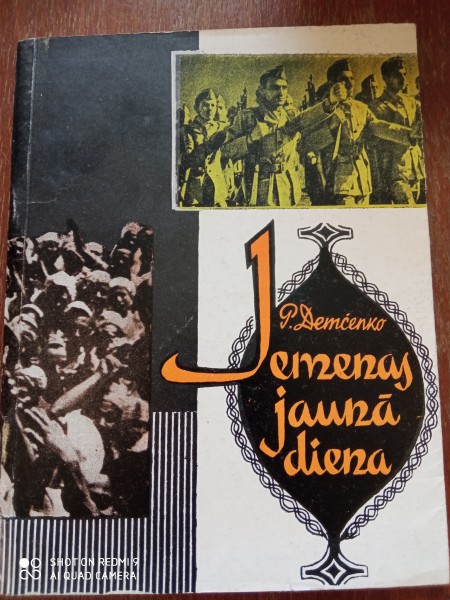 P. Demčenko
Jemenas
jaunā
diena
SHOT ON REDMI 9
AI QUAD CAMERA